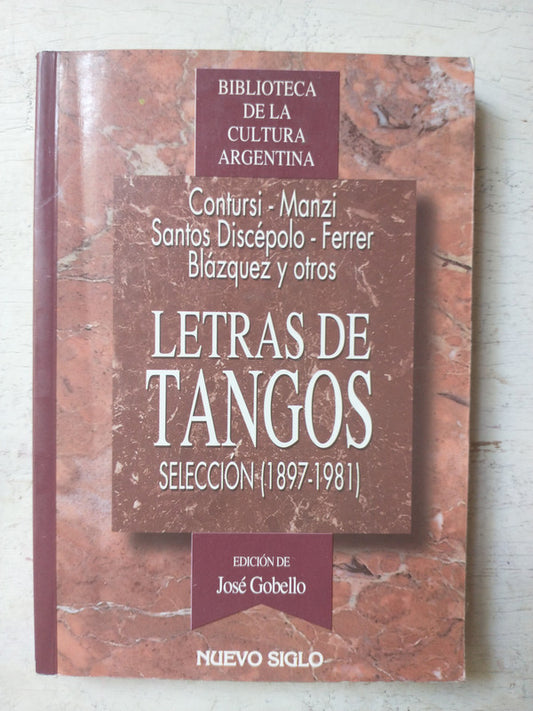 BIBLIOTECA
DE LA
CULTURA
ARGENTINA
Contursi - Manzi
Santos Discépolo - Ferrer
Blázquez y otros
LETRAS DE
TANGOS
SELECCION (1897-1981)
EDICIÓN DE
José Gobello
NUEVO SIGLO